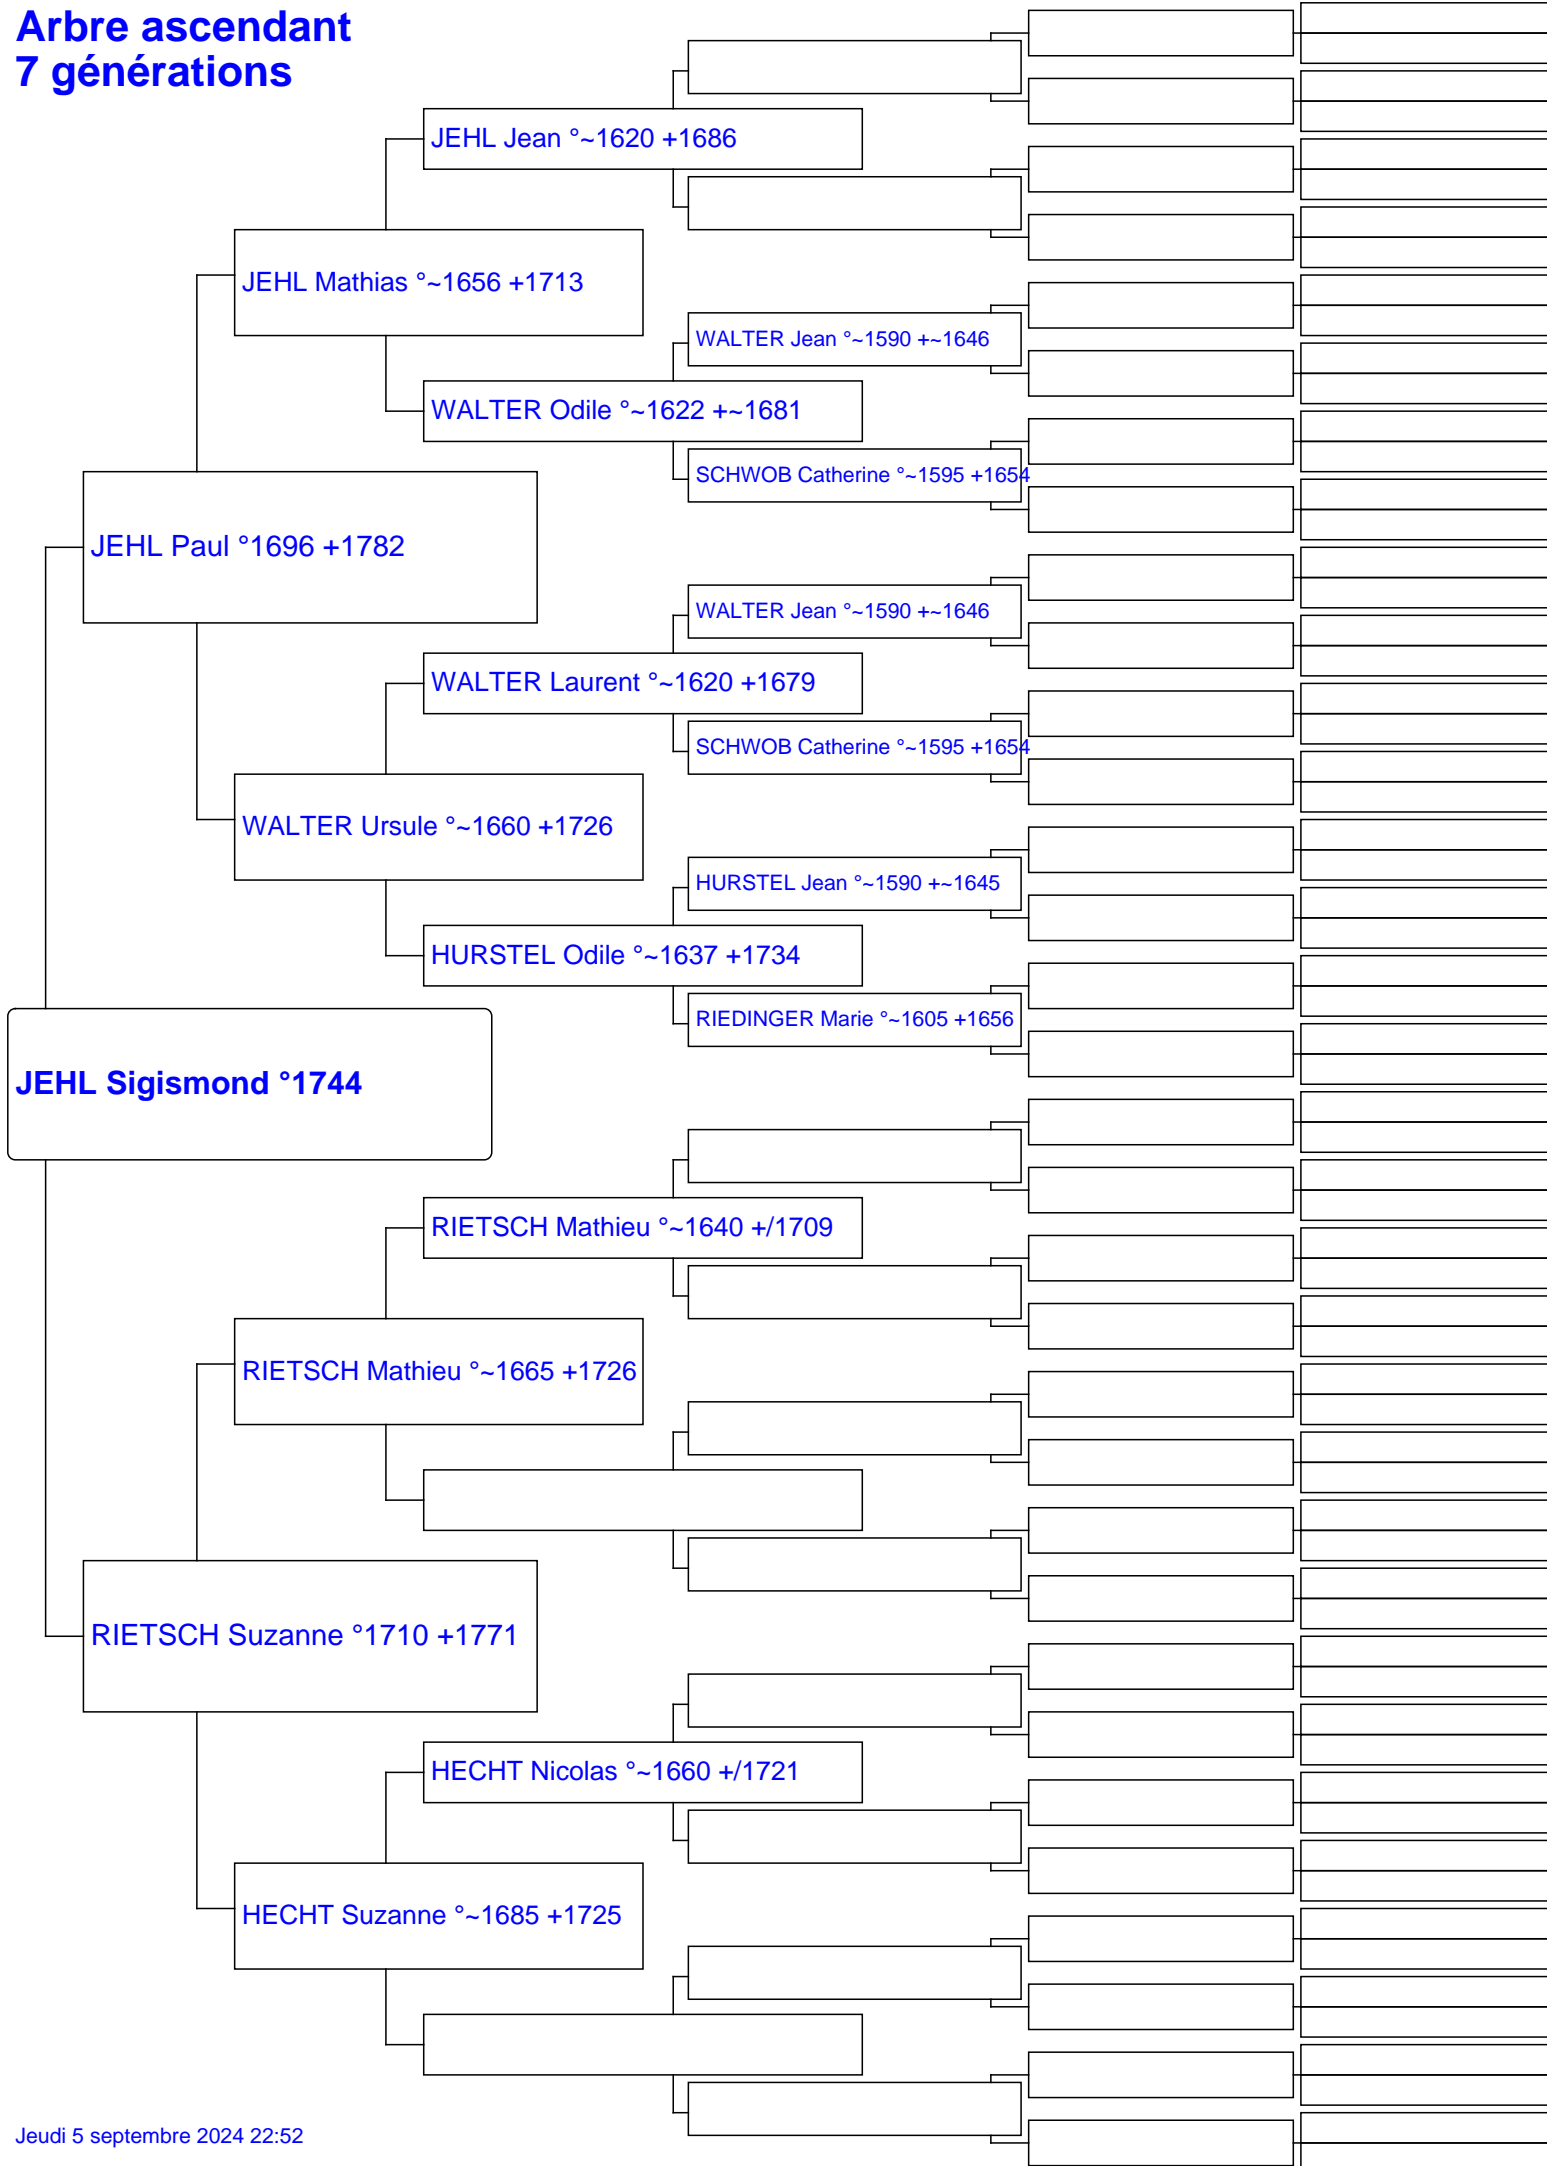 Arbre ascendant
7 générations
JEHL Jean °~1620 +1686
JEHL Mathias °~1656 +1713
WALTER Jean °~1590 +~1646
WALTER Odile °~1622 +~1681
SCHWOB Catherine °~1595 +1654
JEHL Paul °1696 +1782
WALTER Jean °~1590 +~1646
WALTER Laurent °~1620 +1679
SCHWOB Catherine °~1595 +1654
WALTER Ursule °~1660 +1726
HURSTEL Jean °~1590 +~1645
HURSTEL Odile °~1637 +1734
RIEDINGER Marie °~1605 +1656
JEHL Sigismond °1744
RIETSCH Mathieu °~1640 +/1709
RIETSCH Mathieu °~1665 +1726
RIETSCH Suzanne °1710 +1771
HECHT Nicolas °~1660 +/1721
HECHT Suzanne °~1685 +1725
Jeudi 5 septembre 2024 22:52